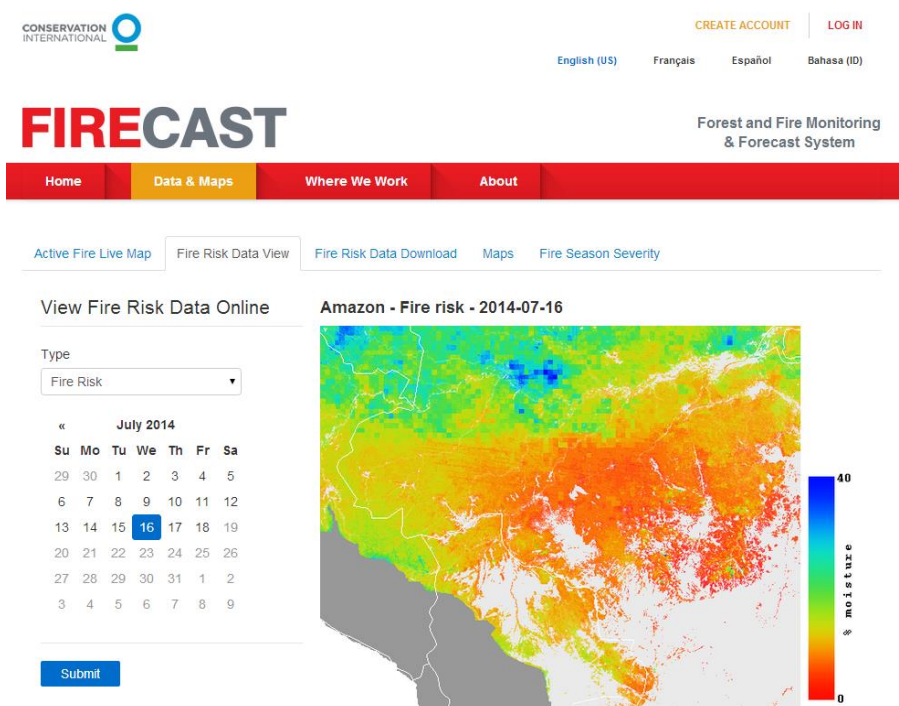 CONSERVATION
INTERNATIONAL
CREATE ACCOUNT LOG IN
English (US) Français Español Bahasa (ID)
FIRECAST
Forest and Fire Monitoring
& Forecast System
Home Data & Maps Where We Work About
Active Fire Live Map Fire Risk Data View Fire Risk Data Download Maps Fire Season Severity
View Fire Risk Data Online
Type
Fire Risk
« July 2014
Su Mo Tu We Th Fr Sa
29 30 1 2 3 4 5
6 7 8 9 10 11 12
13 14 15 16 17 18 19
20 21 22 23 24 25 26
27 28 29 30 31 1 2
3 4 5 6 7 8 9
Submit
Amazon - Fire risk - 2014-07-16
40
% moisture
0